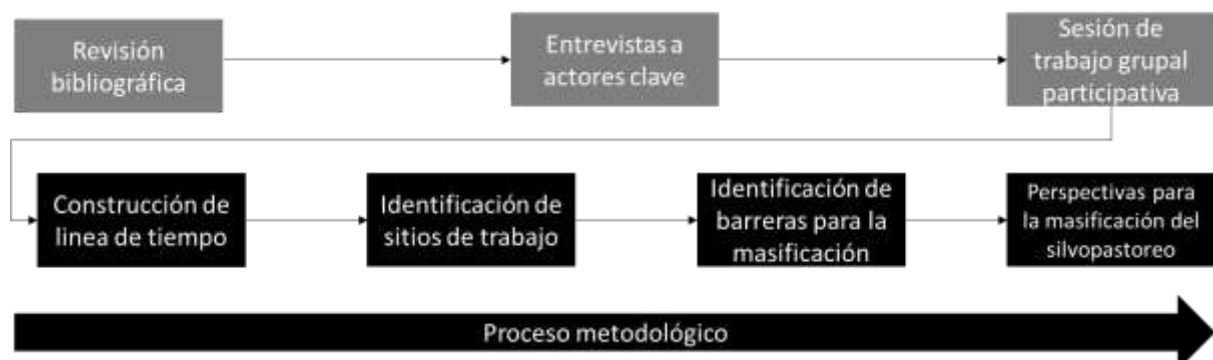 Revisión
bibliográfica
Entrevistas a
actores clave
Sesión de
trabajo grupal
participativa
Construcción de
linea de tiempo
Identificación de
sitios de trabajo
Identificación de
barreras para la
masificación
Perspectivas para
la masificación del
silvopastoreo
Proceso metodológico